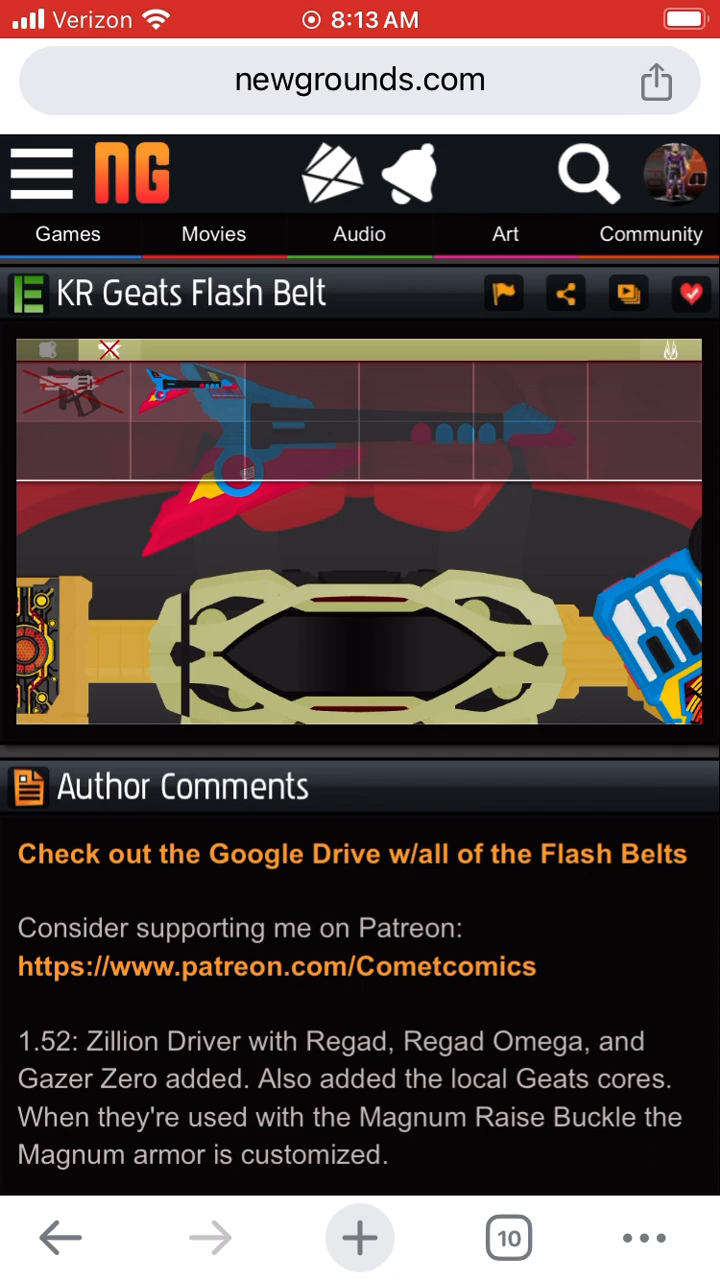 Verizon 8:13 AM
newgrounds.com
NG
Games Movies Audio Art Community
E KR Geats Flash Belt
Author Comments
Check out the Google Drive w/all of the Flash Belts
Consider supporting me on Patreon:
https://www.patreon.com/Cometcomics
1.52: Zillion Driver with Regad, Regad Omega, and
Gazer Zero added. Also added the local Geats cores.
When they're used with the Magnum Raise Buckle the
Magnum armor is customized.
10